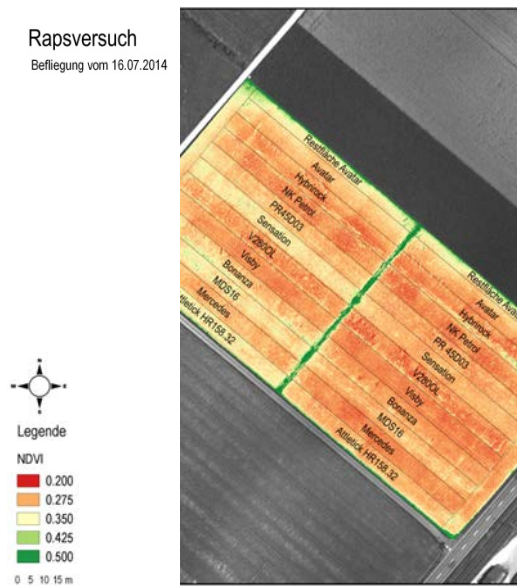 Rapsversuch
Befliegung vom 16.07.2014
Restfläche Avatar
Avatar
Hybrirock
NK Petrol
PR45D03
Sensation
V280OL
Visby
Bonanza
MDS16
Mercedes
Attletick HR158.32
Restfläche Avatar
Avatar
Hybrirock
NK Petrol
PR 45D03
Sensation
V280OL
Visby
Bonanza
MDS16
Mercedes
Attletick HR158.32
Legende
NDVI
0.200
0.275
0.350
0.425
0.500
0 5 10 15 m